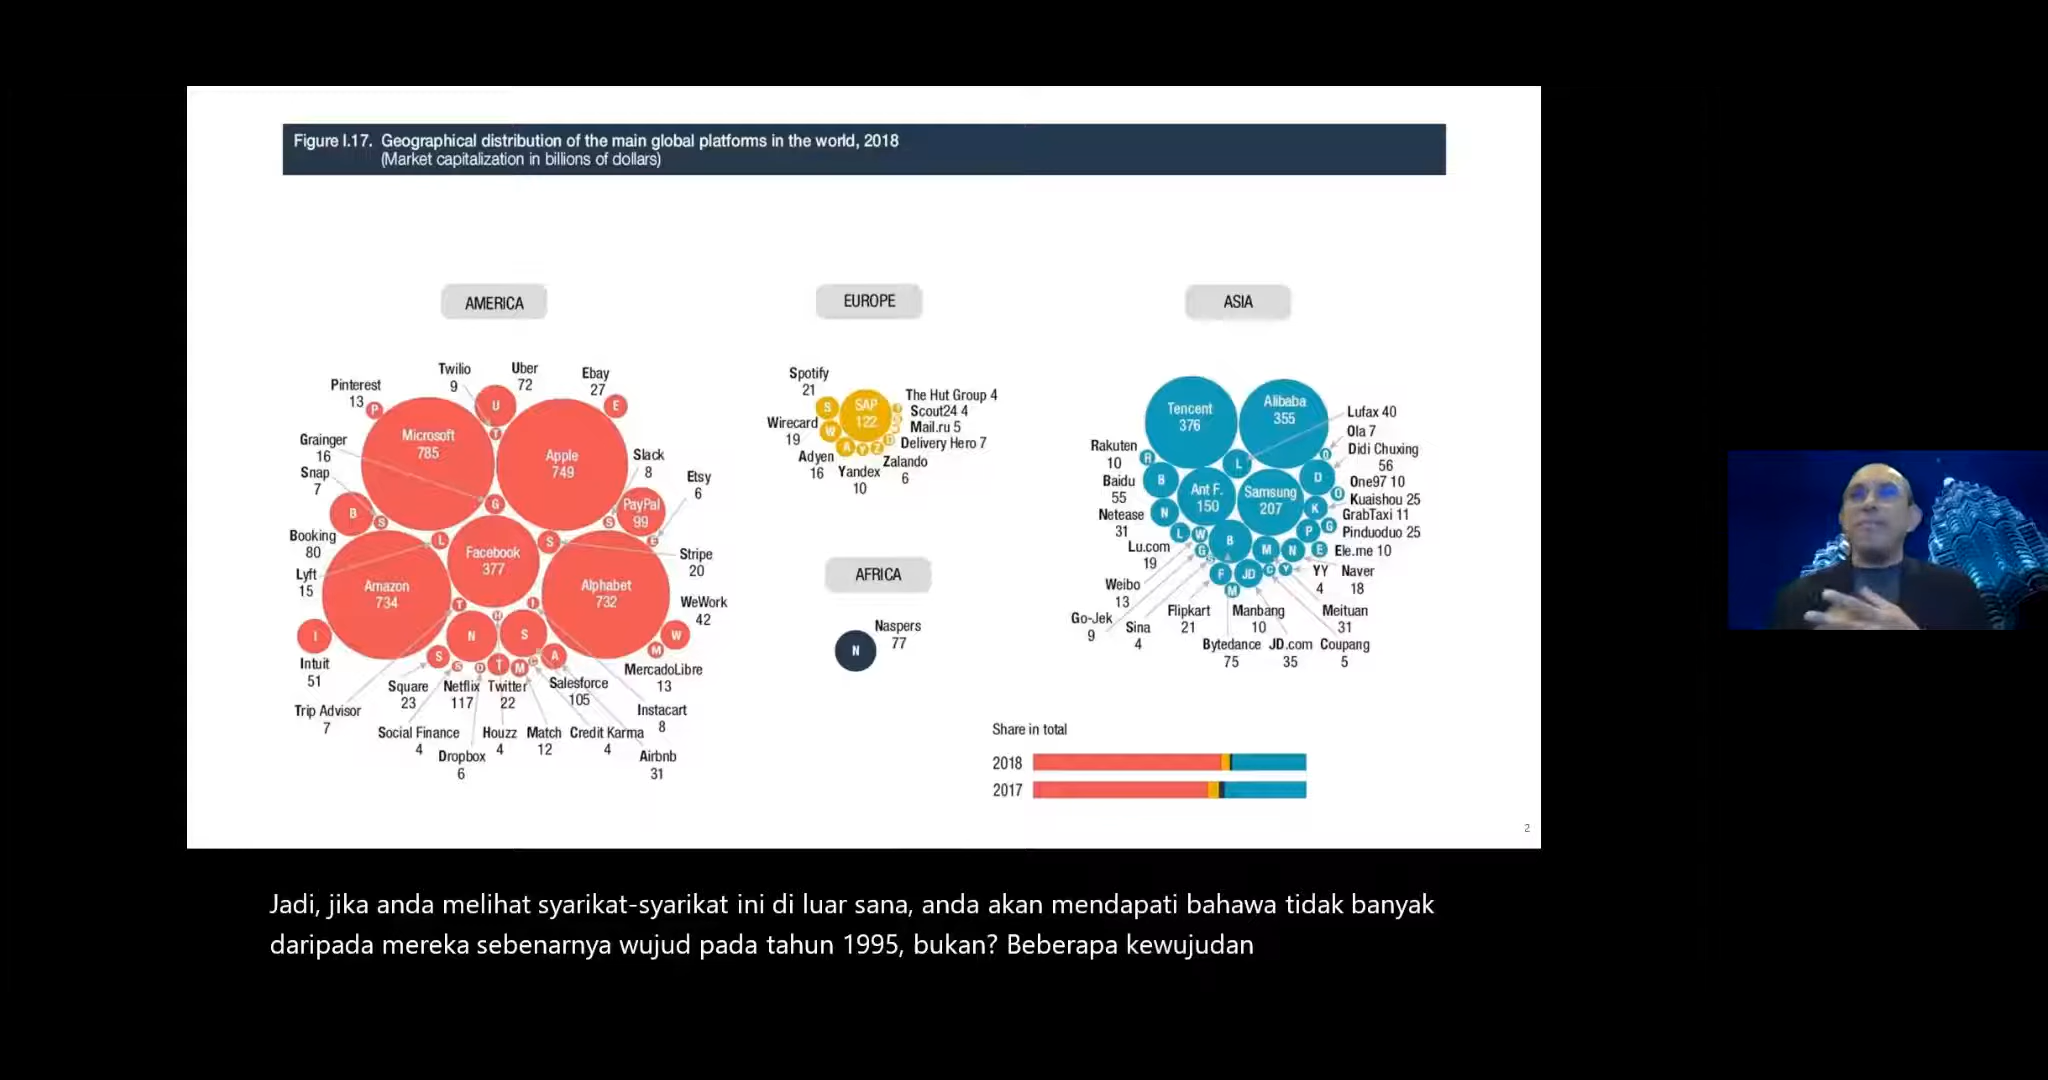 Figure I.17. Geographical distribution of the main global platforms in the world, 2018
(Market capitalization in billions of dollars)
AMERICA
Twilio
9
Uber
72
Ebay
27
Pinterest
13
P
U
E
T
Microsoft
785
Apple
749
Grainger
16
Snap
7
Slack
8
Etsy
6
G
PayPal
99
B
S
S
E
Booking
80
L
Facebook
377
S
Stripe
20
Lyft
15
Amazon
734
Alphabet
732
WeWork
42
T
I
H
I
N
S
W
M
S
S
D
T
M
C
A
Intuit
51
MercadoLibre
13
Square
23
Netflix
117
Twitter
22
Salesforce
105
Trip Advisor
7
Instacart
8
Social Finance
4
Houzz
4
Match
12
Credit Karma
4
Dropbox
6
Airbnb
31
EUROPE
Spotify
21
SAP
122
S
The Hut Group 4
Scout24 4
Mail.ru 5
Delivery Hero 7
Wirecard
19
W
A
Y
Z
D
Adyen
16
Yandex
10
Zalando
6
AFRICA
N
Naspers
77
ASIA
Tencent
376
Alibaba
355
Lufax 40
Ola 7
Didi Chuxing
56
One97 10
Kuaishou 25
GrabTaxi 11
Pinduoduo 25
Ele.me 10
Rakuten
10
R
L
O
Baidu
55
B
Ant F.
150
Samsung
207
D
O
K
Netease
31
N
P
G
L
W
B
G
M
N
E
Lu.com
19
F
JD
C
Y
M
YY
4
Naver
18
Weibo
13
Go-Jek
9
Sina
4
Flipkart
21
Manbang
10
Meituan
31
Bytedance
75
JD.com
35
Coupang
5
Share in total
2018
2017
2
Jadi, jika anda melihat syarikat-syarikat ini di luar sana, anda akan mendapati bahawa tidak banyak
daripada mereka sebenarnya wujud pada tahun 1995, bukan? Beberapa kewujudan